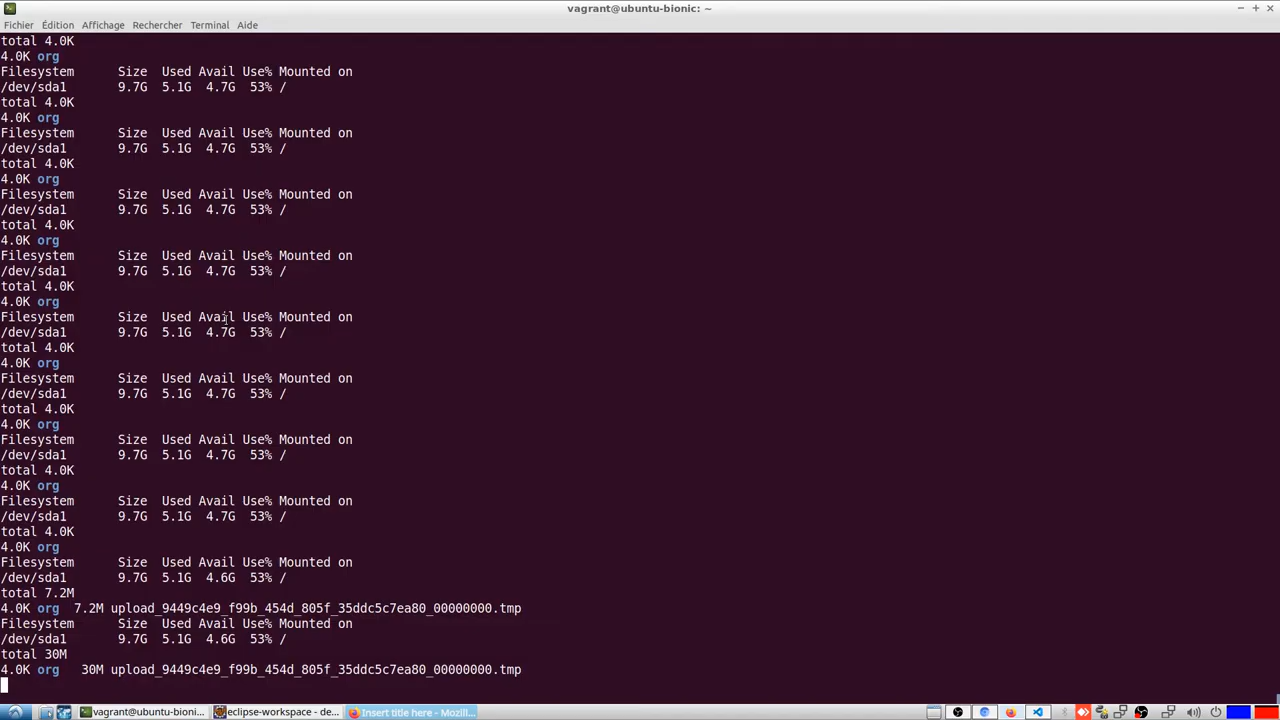 vagrant@ubuntu-bionic: ~
Fichier Édition Affichage Rechercher Terminal Aide
total 4.0K
4.0K org
Filesystem      Size  Used Avail Use% Mounted on
/dev/sda1       9.7G  5.1G  4.7G  53% /
total 4.0K
4.0K org
Filesystem      Size  Used Avail Use% Mounted on
/dev/sda1       9.7G  5.1G  4.7G  53% /
total 4.0K
4.0K org
Filesystem      Size  Used Avail Use% Mounted on
/dev/sda1       9.7G  5.1G  4.7G  53% /
total 4.0K
4.0K org
Filesystem      Size  Used Avail Use% Mounted on
/dev/sda1       9.7G  5.1G  4.7G  53% /
total 4.0K
4.0K org
Filesystem      Size  Used Avail Use% Mounted on
/dev/sda1       9.7G  5.1G  4.7G  53% /
total 4.0K
4.0K org
Filesystem      Size  Used Avail Use% Mounted on
/dev/sda1       9.7G  5.1G  4.7G  53% /
total 4.0K
4.0K org
Filesystem      Size  Used Avail Use% Mounted on
/dev/sda1       9.7G  5.1G  4.7G  53% /
total 4.0K
4.0K org
Filesystem      Size  Used Avail Use% Mounted on
/dev/sda1       9.7G  5.1G  4.7G  53% /
total 4.0K
4.0K org
Filesystem      Size  Used Avail Use% Mounted on
/dev/sda1       9.7G  5.1G  4.6G  53% /
total 7.2M
4.0K org  7.2M upload_9449c4e9_f99b_454d_805f_35ddc5c7ea80_00000000.tmp
Filesystem      Size  Used Avail Use% Mounted on
/dev/sda1       9.7G  5.1G  4.6G  53% /
total 30M
4.0K org   30M upload_9449c4e9_f99b_454d_805f_35ddc5c7ea80_00000000.tmp
vagrant@ubuntu-bioni... eclipse-workspace - de... Insert title here - Mozil...